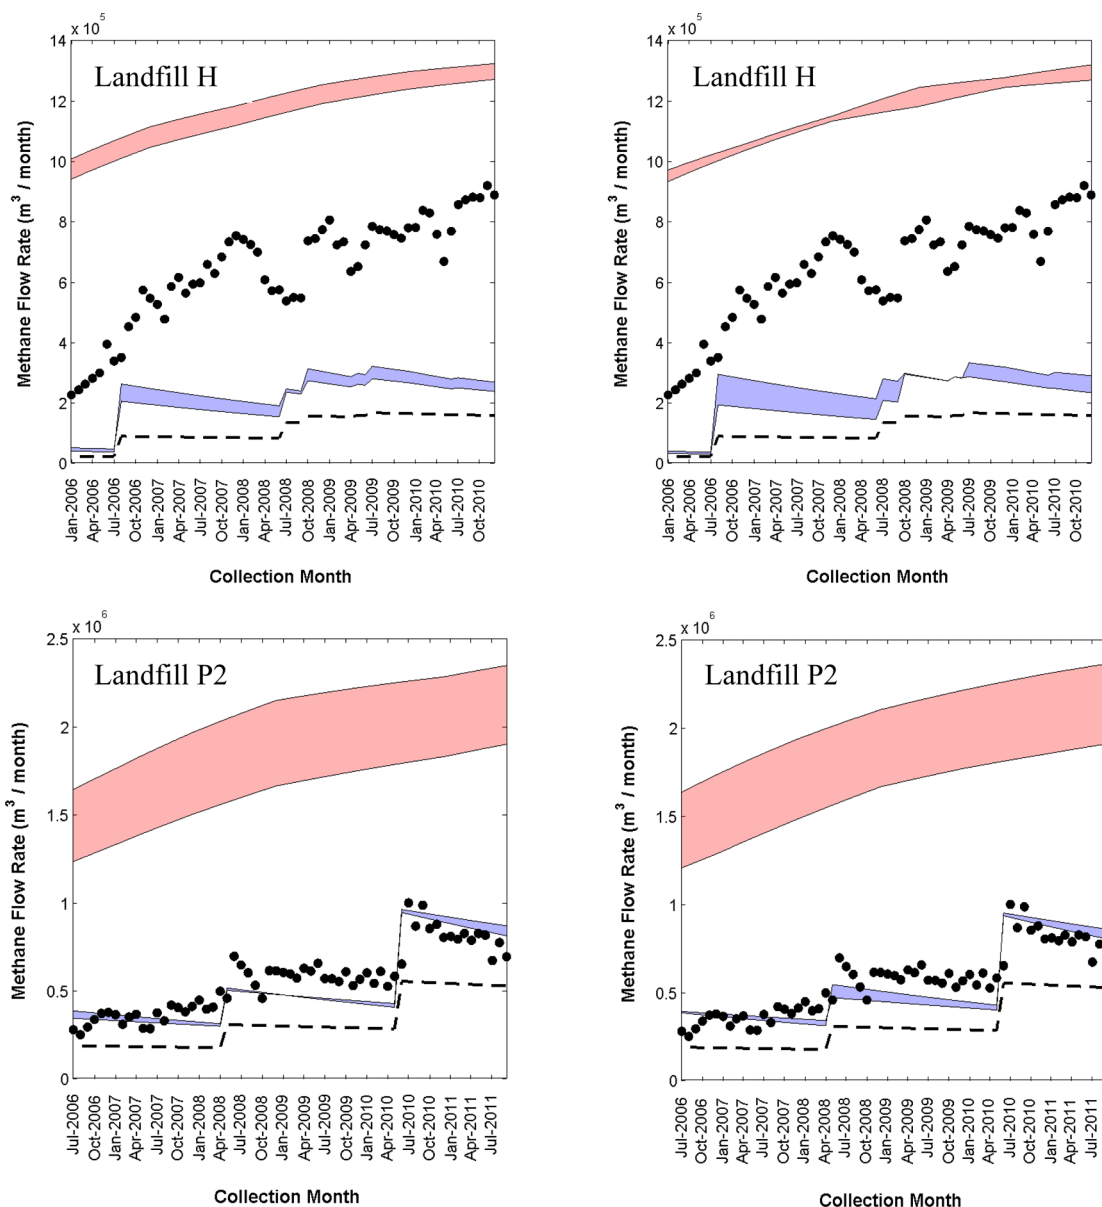 x 10^5
14
12
10
8
6
4
2
0
Landfill H
Methane Flow Rate (m^3 / month)
Jan-2006
Apr-2006
Jul-2006
Oct-2006
Jan-2007
Apr-2007
Jul-2007
Oct-2007
Jan-2008
Apr-2008
Jul-2008
Oct-2008
Jan-2009
Apr-2009
Jul-2009
Oct-2009
Jan-2010
Apr-2010
Jul-2010
Oct-2010
Collection Month
x 10^5
14
12
10
8
6
4
2
0
Landfill H
Methane Flow Rate (m^3 / month)
Jan-2006
Apr-2006
Jul-2006
Oct-2006
Jan-2007
Apr-2007
Jul-2007
Oct-2007
Jan-2008
Apr-2008
Jul-2008
Oct-2008
Jan-2009
Apr-2009
Jul-2009
Oct-2009
Jan-2010
Apr-2010
Jul-2010
Oct-2010
Collection Month
x 10^6
2.5
2
1.5
1
0.5
0
Landfill P2
Methane Flow Rate (m^3 / month)
Jul-2006
Oct-2006
Jan-2007
Apr-2007
Jul-2007
Oct-2007
Jan-2008
Apr-2008
Jul-2008
Oct-2008
Jan-2009
Apr-2009
Jul-2009
Oct-2009
Jan-2010
Apr-2010
Jul-2010
Oct-2010
Jan-2011
Apr-2011
Jul-2011
Collection Month
x 10^6
2.5
2
1.5
1
0.5
0
Landfill P2
Methane Flow Rate (m^3 / month)
Jul-2006
Oct-2006
Jan-2007
Apr-2007
Jul-2007
Oct-2007
Jan-2008
Apr-2008
Jul-2008
Oct-2008
Jan-2009
Apr-2009
Jul-2009
Oct-2009
Jan-2010
Apr-2010
Jul-2010
Oct-2010
Jan-2011
Apr-2011
Jul-2011
Collection Month